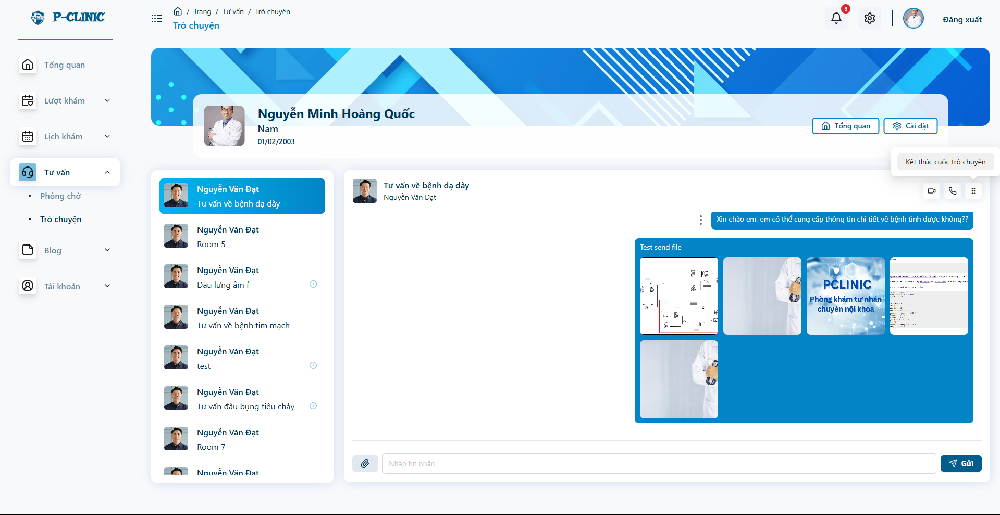 P-CLINIC
P-CLINIC
/ Trang / Tư vấn / Trò chuyện
Trò chuyện
6
Đăng xuất
Tổng quan
Lượt khám
Lịch khám
Tư vấn
• Phòng chờ
• Trò chuyện
Blog
Tài khoản
Nguyễn Minh Hoàng Quốc
Nam
01/02/2003
Tổng quan
Cài đặt
Kết thúc cuộc trò chuyện
Nguyễn Văn Đạt
Tư vấn về bệnh dạ dày
Nguyễn Văn Đạt
Room 5
Nguyễn Văn Đạt
Đau lưng âm ỉ
Nguyễn Văn Đạt
Tư vấn về bệnh tim mạch
Nguyễn Văn Đạt
test
Nguyễn Văn Đạt
Tư vấn đâu bụng tiêu chảy
Nguyễn Văn Đạt
Room 7
Nguyễn Văn Đạt
Tư vấn về bệnh dạ dày
Nguyễn Văn Đạt
Xin chào em, em có thể cung cấp thông tin chi tiết về bệnh tình được không??
Test send file
PCLINIC
Phòng khám tư nhân
chuyên nội khoa
Nhập tin nhắn
Gửi